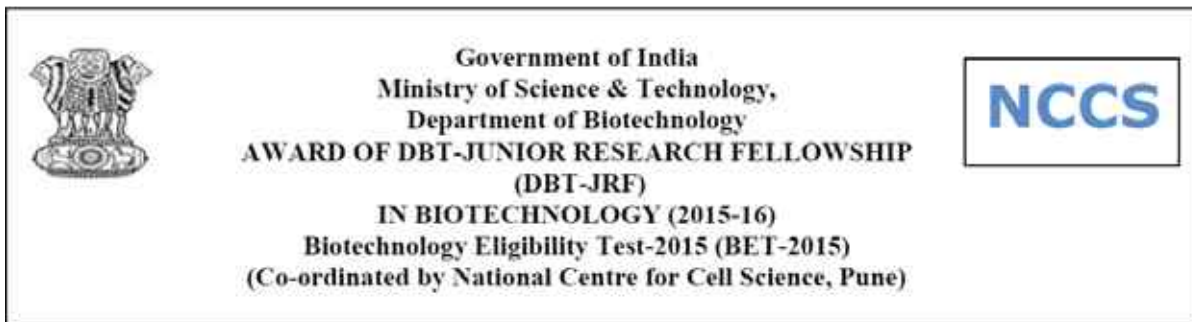 Government of India
Ministry of Science & Technology,
Department of Biotechnology
AWARD OF DBT-JUNIOR RESEARCH FELLOWSHIP
(DBT-JRF)
IN BIOTECHNOLOGY (2015-16)
Biotechnology Eligibility Test-2015 (BET-2015)
(Co-ordinated by National Centre for Cell Science, Pune)
NCCS